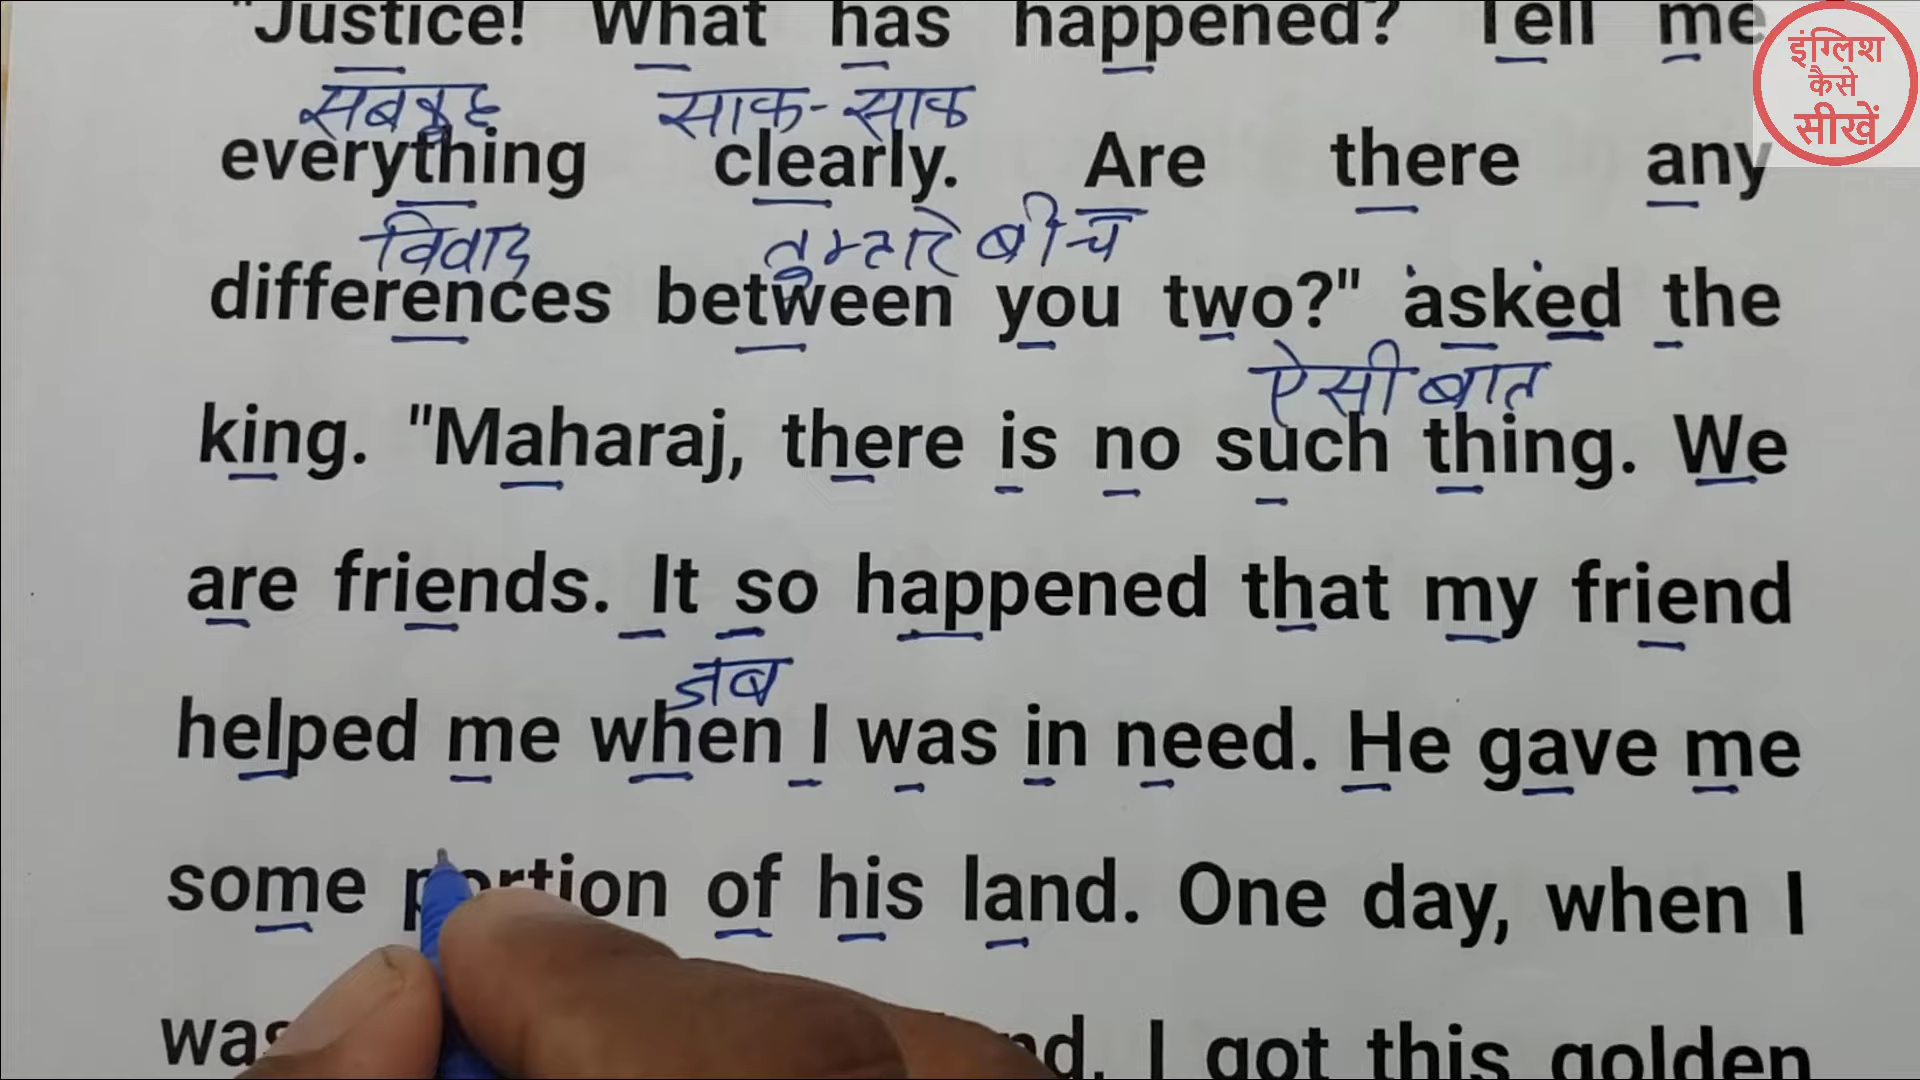 "Justice! What has happened? Tell me
सबकुछ साफ-साफ
everything clearly. Are there any
विवाद तुम्हारे बीच
differences between you two?" asked the
ऐसी बात
king. "Maharaj, there is no such thing. We
are friends. It so happened that my friend
जब
helped me when I was in need. He gave me
some portion of his land. One day, when I
I got this golden
इंग्लिश
कैसे
सीखें